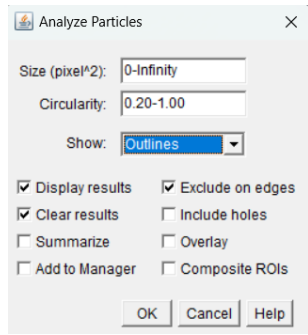 Analyze Particles
Size (pixel^2): 0-Infinity
Circularity: 0.20-1.00
Show: Outlines
Display results Exclude on edges
Clear results Include holes
Summarize Overlay
Add to Manager Composite ROIs
OK Cancel Help